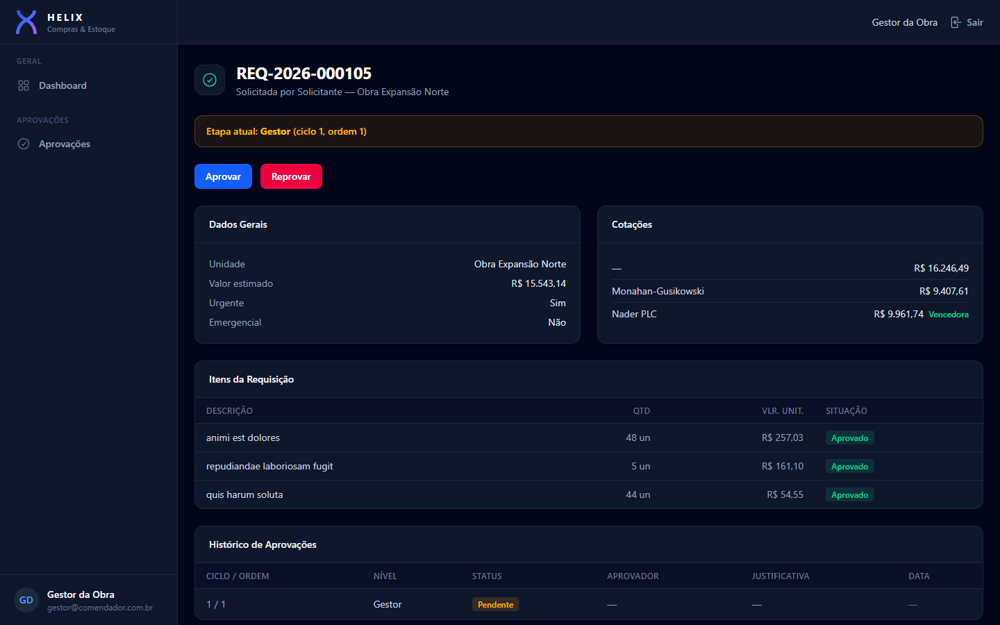 HELIX
Compras & Estoque
Gestor da Obra
Sair
GERAL
Dashboard
APROVAÇÕES
Aprovações
REQ-2026-000105
Solicitada por Solicitante — Obra Expansão Norte
Etapa atual: Gestor (ciclo 1, ordem 1)
Aprovar
Reprovar
Dados Gerais
Unidade Obra Expansão Norte
Valor estimado R$ 15.543,14
Urgente Sim
Emergencial Não
Cotações
— R$ 16.246,49
Monahan-Gusikowski R$ 9.407,61
Nader PLC R$ 9.961,74 Vencedora
Itens da Requisição
DESCRIÇÃO QTD VLR. UNIT. SITUAÇÃO
animi est dolores 48 un R$ 257,03 Aprovado
repudiandae laboriosam fugit 5 un R$ 161,10 Aprovado
quis harum soluta 44 un R$ 54,55 Aprovado
Histórico de Aprovações
CICLO / ORDEM NÍVEL STATUS APROVADOR JUSTIFICATIVA DATA
1 / 1 Gestor Pendente — — —
GD
Gestor da Obra
gestor@comendador.com.br